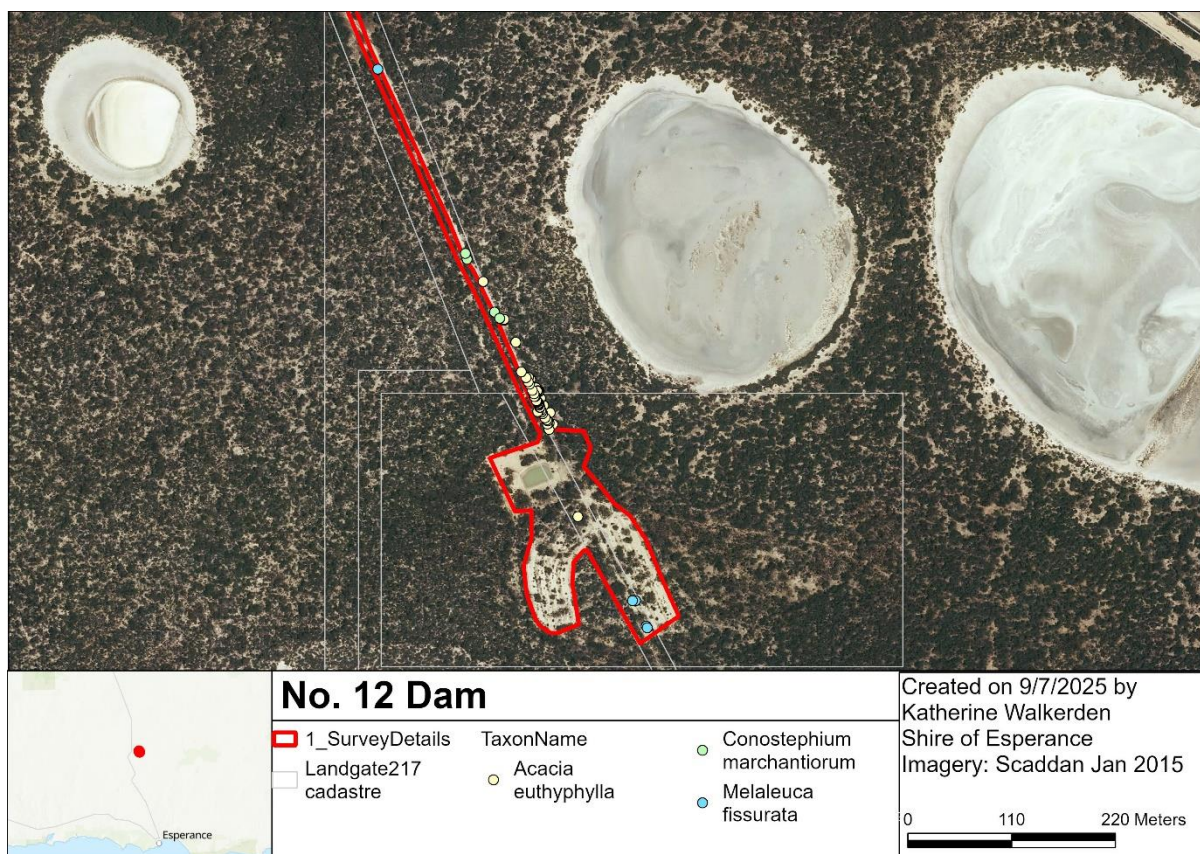 No. 12 Dam
1_SurveyDetails
Landgate217
cadastre
TaxonName
Acacia
euthyphylla
Conostephium
marchantiorum
Melaleuca
fissurata
Created on 9/7/2025 by
Katherine Walkerden
Shire of Esperance
Imagery: Scaddan Jan 2015
0 110 220 Meters
Esperance